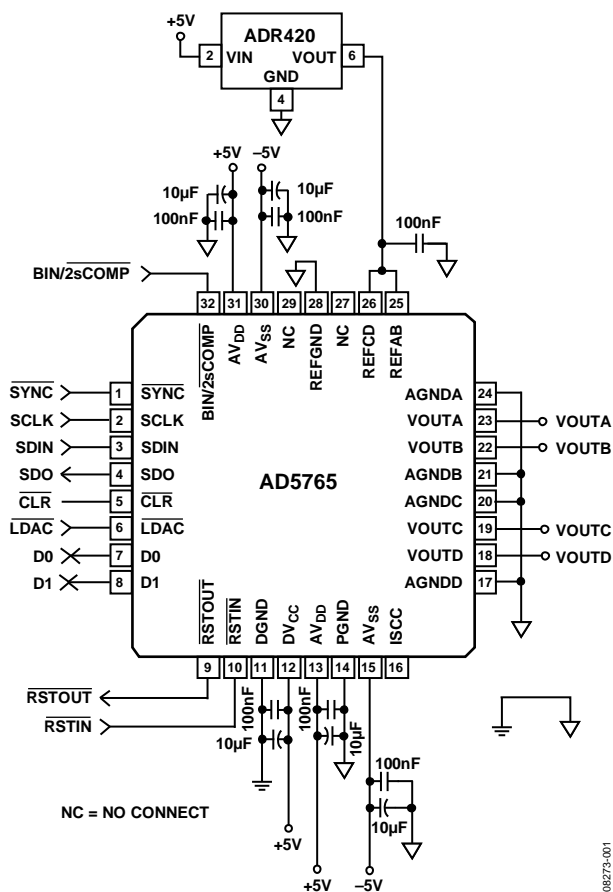 +5V
ADR420
2 VIN VOUT 6
GND
4
+5V –5V
10µF 10µF
100nF 100nF
100nF
BIN/2sCOMP
32 31 30 29 28 27 26 25
BIN/2sCOMP AVDD AVSS NC REFGND NC REFCD REFAB
SYNC 1 SYNC
SCLK 2 SCLK
SDIN 3 SDIN
SDO 4 SDO
CLR 5 CLR
LDAC 6 LDAC
D0 7 D0
D1 8 D1
AD5765
AGNDA 24
VOUTA 23 VOUTA
VOUTB 22 VOUTB
AGNDB 21
AGNDC 20
VOUTC 19 VOUTC
VOUTD 18 VOUTD
AGNDD 17
RSTOUT RSTIN DGND DVCC AVDD PGND AVSS ISCC
9 10 11 12 13 14 15 16
RSTOUT
RSTIN
100nF 100nF
10µF 10µF
100nF
10µF
NC = NO CONNECT
+5V
+5V –5V
08273-001